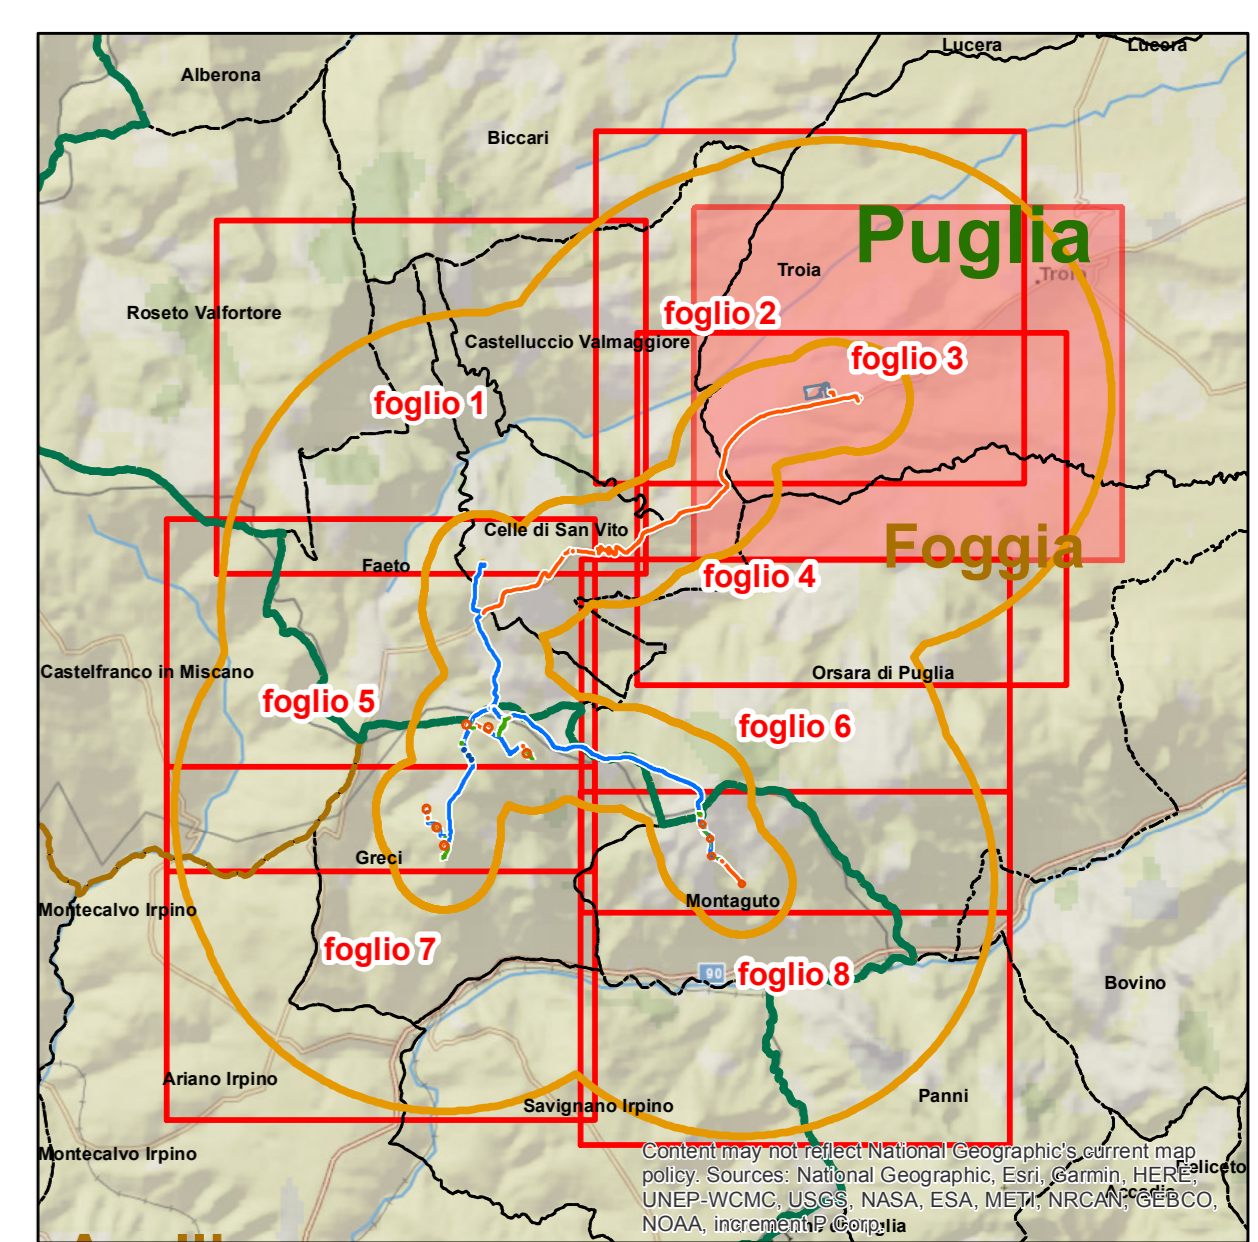 Lucera
Lucera
Alberona
Biccari
Puglia
Troia
Troia
Roseto Valfortore
foglio 2
Castelluccio Valmaggiore
foglio 3
foglio 1
Celle di San Vito
Foggia
Faeto
foglio 4
Castelfranco in Miscano
Orsara di Puglia
foglio 5
foglio 6
Greci
Montaguto
Montecalvo Irpino
foglio 7
90
foglio 8
Bovino
Ariano Irpino
Panni
Savignano Irpino
Montecalvo Irpino
Content may not reflect National Geographic's current map
policy. Sources: National Geographic, Esri, Garmin, HERE,
UNEP-WCMC, USGS, NASA, ESA, METI, NRCAN, GEBCO,
NOAA, increment P Corp.
Deliceto
Accadia